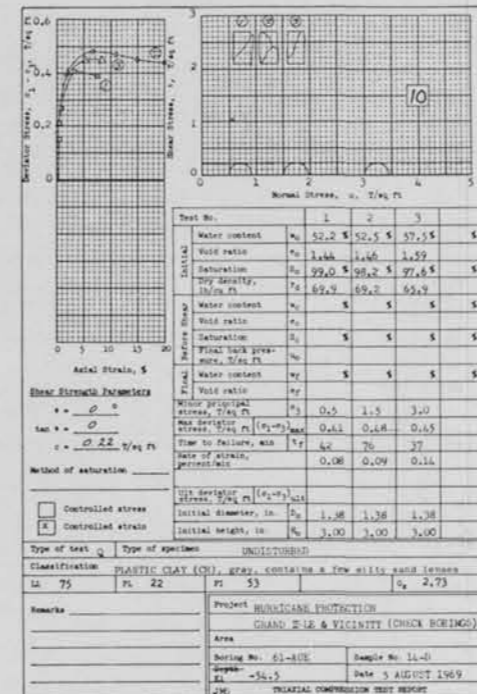 Deviator Stress, σ1 - σ3, T/sq ft
0.6
0.4
0.2
0
0 5 10 15 20
Axial Strain, %
Shear Stress, τ, T/sq ft
3
2
1
0
10
0 1 2 3 4 5
Normal Stress, σ, T/sq ft
Shear Strength Parameters
φ = 0 °
tan φ = 0
c = 0.22 T/sq ft
Method of saturation
Controlled stress
X Controlled strain
Test No. 1 2 3
Initial
Water content w0 52.2 % 52.5 % 57.5 % %
Void ratio e0 1.44 1.46 1.59
Saturation S0 99.0 % 98.2 % 97.6 % %
Dry density, lb/cu ft γd 69.9 69.2 65.9
Before Shear
Water content wc % % % %
Void ratio ec
Saturation Sc % % % %
Final back pressure, T/sq ft u0
Final
Water content wf % % % %
Void ratio ef
Minor principal stress, T/sq ft σ3 0.5 1.5 3.0
Max deviator stress, T/sq ft (σ1-σ3)max 0.41 0.48 0.45
Time to failure, min tf 42 76 37
Rate of strain, percent/min 0.08 0.09 0.14
Ult deviator stress, T/sq ft (σ1-σ3)ult
Initial diameter, in. D0 1.38 1.38 1.38
Initial height, in. H0 3.00 3.00 3.00
Type of test Q Type of specimen UNDISTURBED
Classification PLASTIC CLAY (CH), gray, contains a few silty sand lenses
LL 75 PL 22 PI 53 Gs 2.73
Remarks
Project HURRICANE PROTECTION
GRAND ISLE & VICINITY (CHECK BORINGS)
Area
Boring No. Sample No. 14-D
Depth El -54.5 Date 5 AUGUST 1969
TRIAXIAL COMPRESSION TEST REPORT